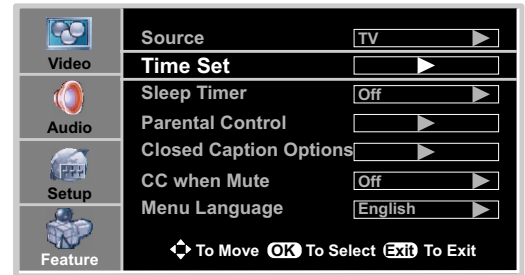 Video
Audio
Setup
Feature
Source TV
Time Set
Sleep Timer Off
Parental Control
Closed Caption Options
CC when Mute Off
Menu Language English
To Move OK To Select Exit To Exit